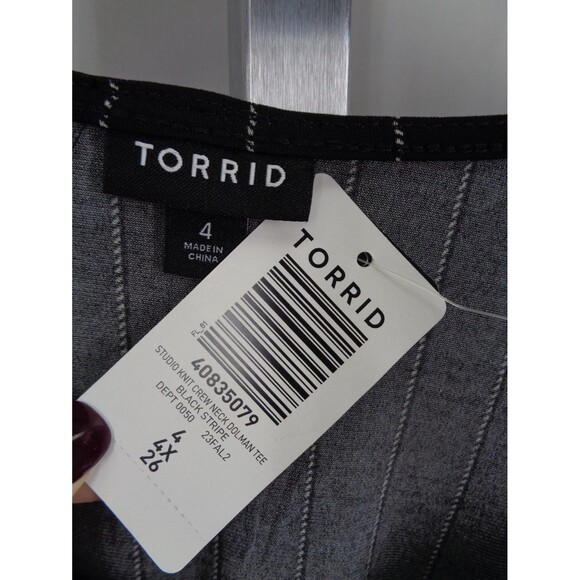 TORRID
4
MADE IN
CHINA
TORRID
40835079
STUDIO KNIT CREW NECK DOLMAN TEE
BLACK STRIPE
DEPT 0050 23FAL2
4
4X
26